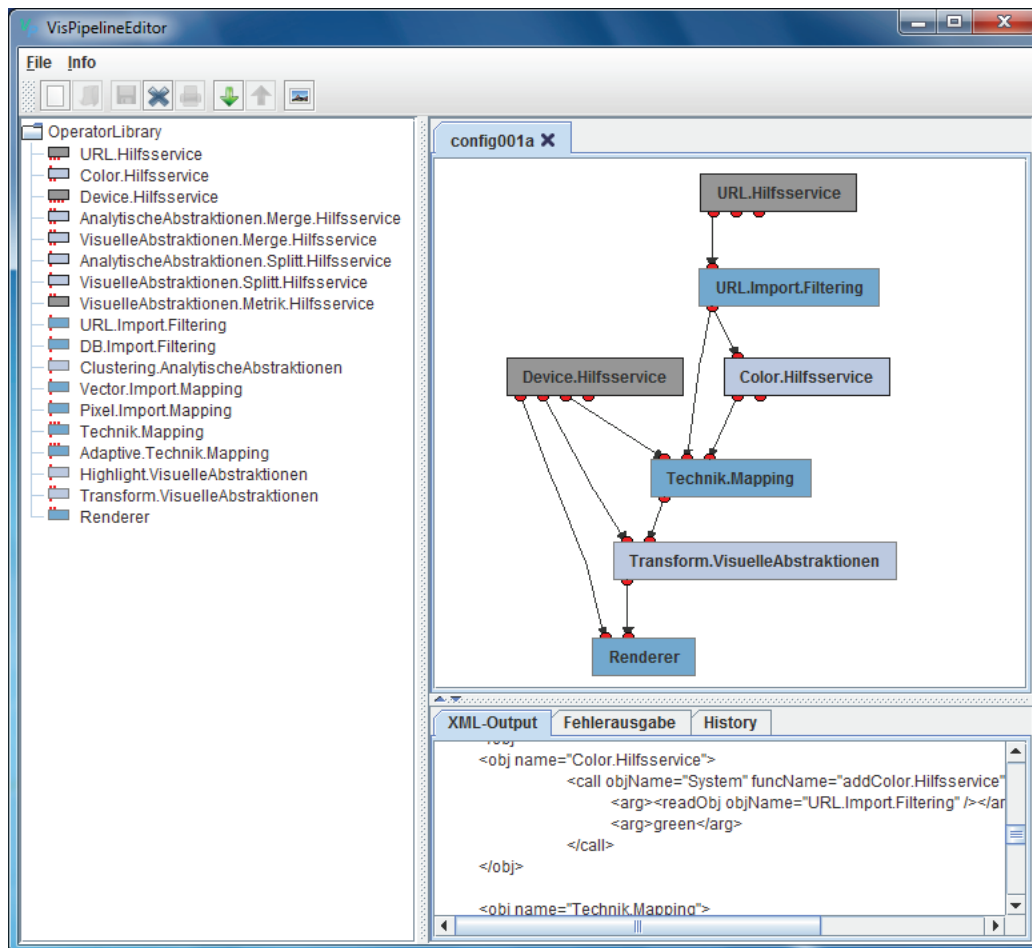 VisPipelineEditor
File Info
OperatorLibrary
URL.Hilfsservice
Color.Hilfsservice
Device.Hilfsservice
AnalytischeAbstraktionen.Merge.Hilfsservice
VisuelleAbstraktionen.Merge.Hilfsservice
AnalytischeAbstraktionen.Splitt.Hilfsservice
VisuelleAbstraktionen.Splitt.Hilfsservice
VisuelleAbstraktionen.Metrik.Hilfsservice
URL.Import.Filtering
DB.Import.Filtering
Clustering.AnalytischeAbstraktionen
Vector.Import.Mapping
Pixel.Import.Mapping
Technik.Mapping
Adaptive.Technik.Mapping
Highlight.VisuelleAbstraktionen
Transform.VisuelleAbstraktionen
Renderer
config001a
URL.Hilfsservice
URL.Import.Filtering
Device.Hilfsservice
Color.Hilfsservice
Technik.Mapping
Transform.VisuelleAbstraktionen
Renderer
XML-Output Fehlerausgabe History
<obj name="Color.Hilfsservice">
<call objName="System" funcName="addColor.Hilfsservice"
<arg><readObj objName="URL.Import.Filtering" /></ar
<arg>green</arg>
</call>
</obj>
<obj name="Technik.Mapping">